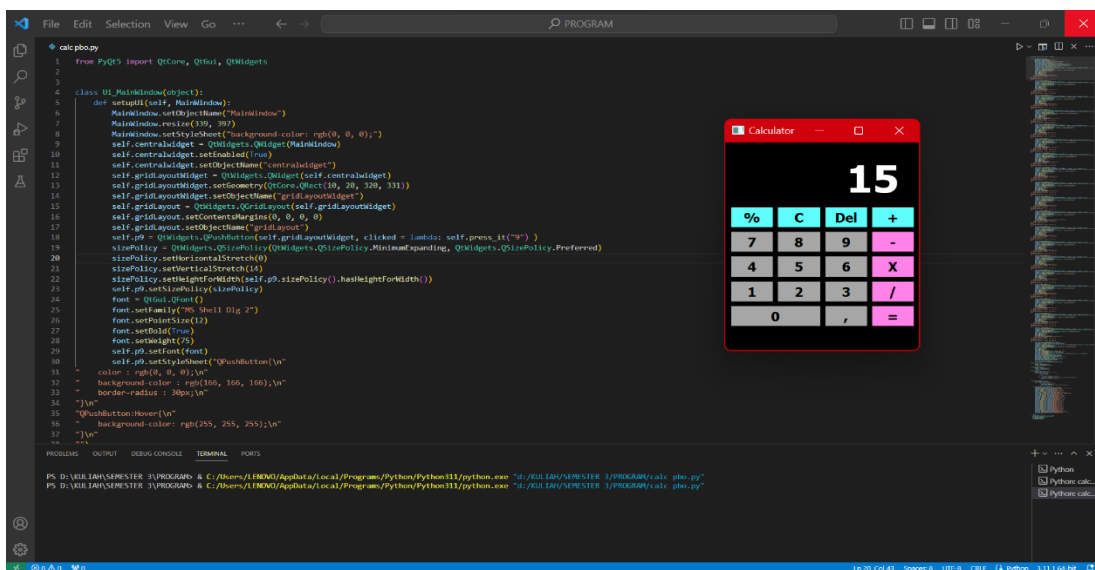 File Edit Selection View Go ··· ← → PROGRAM
calc pbo.py
1 from PyQt5 import QtCore, QtGui, QtWidgets
2
3
4 class Ui_MainWindow(object):
5 def setupUi(self, MainWindow):
6 MainWindow.setObjectName("MainWindow")
7 MainWindow.resize(339, 397)
8 MainWindow.setStyleSheet("background-color: rgb(0, 0, 0);")
9 self.centralwidget = QtWidgets.QWidget(MainWindow)
10 self.centralwidget.setEnabled(True)
11 self.centralwidget.setObjectName("centralwidget")
12 self.gridLayoutWidget = QtWidgets.QWidget(self.centralwidget)
13 self.gridLayoutWidget.setGeometry(QtCore.QRect(10, 20, 320, 331))
14 self.gridLayoutWidget.setObjectName("gridLayoutWidget")
15 self.gridLayout = QtWidgets.QGridLayout(self.gridLayoutWidget)
16 self.gridLayout.setContentsMargins(0, 0, 0, 0)
17 self.gridLayout.setObjectName("gridLayout")
18 self.p9 = QtWidgets.QPushButton(self.gridLayoutWidget, clicked = lambda: self.press_it("9") )
19 sizePolicy = QtWidgets.QSizePolicy(QtWidgets.QSizePolicy.MinimumExpanding, QtWidgets.QSizePolicy.Preferred)
20 sizePolicy.setHorizontalStretch(0)
21 sizePolicy.setVerticalStretch(14)
22 sizePolicy.setHeightForWidth(self.p9.sizePolicy().hasHeightForWidth())
23 self.p9.setSizePolicy(sizePolicy)
24 font = QtGui.QFont()
25 font.setFamily("MS Shell Dlg 2")
26 font.setPointSize(12)
27 font.setBold(True)
28 font.setWeight(75)
29 self.p9.setFont(font)
30 self.p9.setStyleSheet("QPushButton{\n"
31 " color : rgb(0, 0, 0);\n"
32 " background-color : rgb(166, 166, 166);\n"
33 " border-radius : 30px;\n"
34 "}\n"
35 "QPushButton:Hover{\n"
36 " background-color: rgb(255, 255, 255);\n"
37 "}\n"
Calculator
15
% C Del +
7 8 9 -
4 5 6 X
1 2 3 /
0 , =
PROBLEMS OUTPUT DEBUG CONSOLE TERMINAL PORTS
PS D:\KULIAH\SEMESTER 3\PROGRAM> & C:/Users/LENOVO/AppData/Local/Programs/Python/Python311/python.exe "d:/KULIAH/SEMESTER 3/PROGRAM/calc pbo.py"
PS D:\KULIAH\SEMESTER 3\PROGRAM> & C:/Users/LENOVO/AppData/Local/Programs/Python/Python311/python.exe "d:/KULIAH/SEMESTER 3/PROGRAM/calc pbo.py"
Python
Python: calc...
Python: calc...
Ln 20, Col 43 Spaces: 8 UTF-8 CRLF Python 3.11.1 64-bit